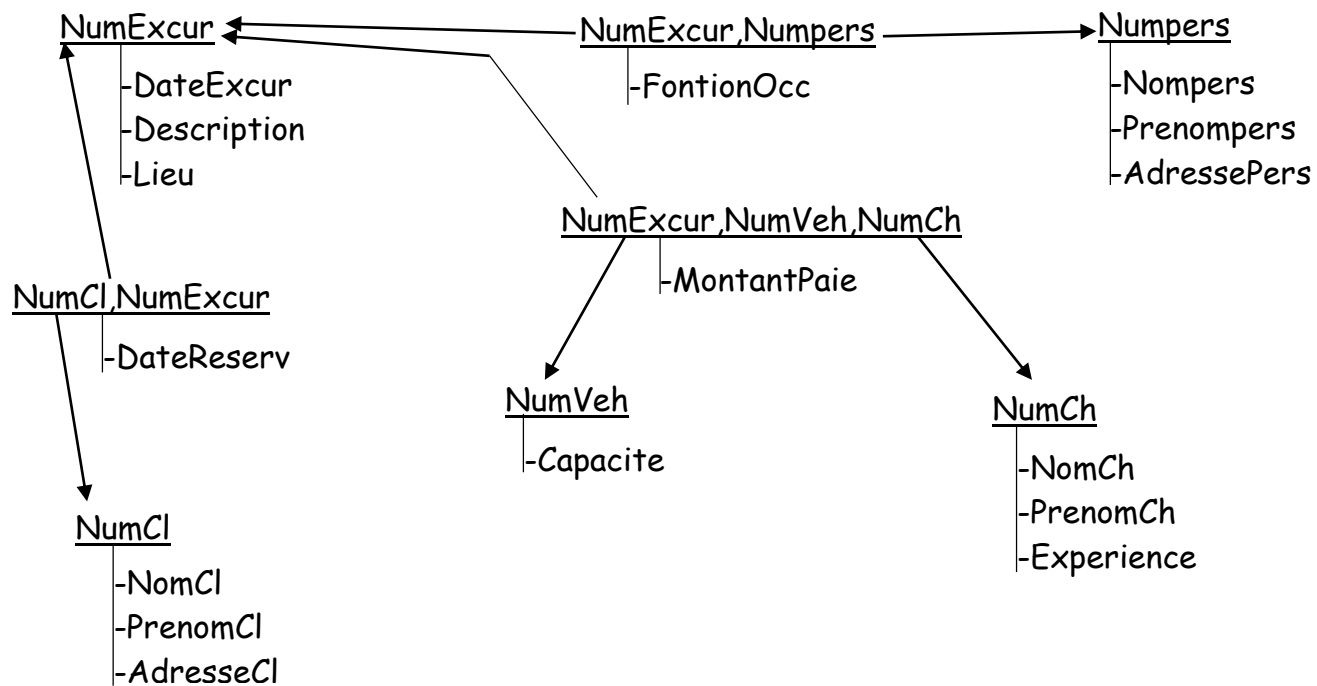 NumExcur
-DateExcur
-Description
-Lieu
NumExcur,Numpers
-FontionOcc
Numpers
-Nompers
-Prenompers
-AdressePers
NumExcur,NumVeh,NumCh
-MontantPaie
NumCl,NumExcur
-DateReserv
NumVeh
-Capacite
NumCh
-NomCh
-PrenomCh
-Experience
NumCl
-NomCl
-PrenomCl
-AdresseCl